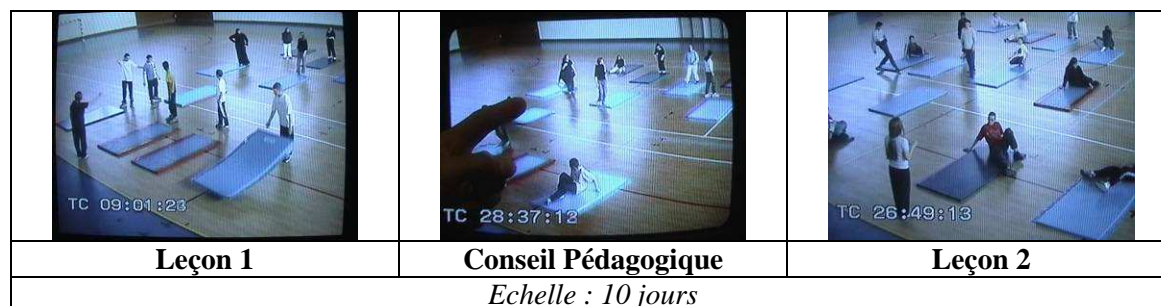 TC 09:01:23
TC 28:37:12
TC 26:49:13
Leçon 1
Conseil Pédagogique
Leçon 2
Echelle : 10 jours